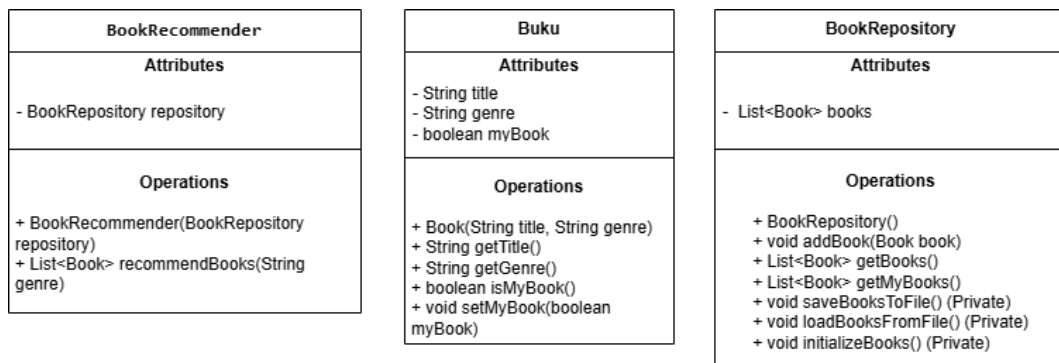 BookRecommender
Attributes
- BookRepository repository
Operations
+ BookRecommender(BookRepository
repository)
+ List<Book> recommendBooks(String
genre)
Buku
Attributes
- String title
- String genre
- boolean myBook
Operations
+ Book(String title, String genre)
+ String getTitle()
+ String getGenre()
+ boolean isMyBook()
+ void setMyBook(boolean
myBook)
BookRepository
Attributes
- List<Book> books
Operations
+ BookRepository()
+ void addBook(Book book)
+ List<Book> getBooks()
+ List<Book> getMyBooks()
+ void saveBooksToFile() (Private)
+ void loadBooksFromFile() (Private)
+ void initializeBooks() (Private)